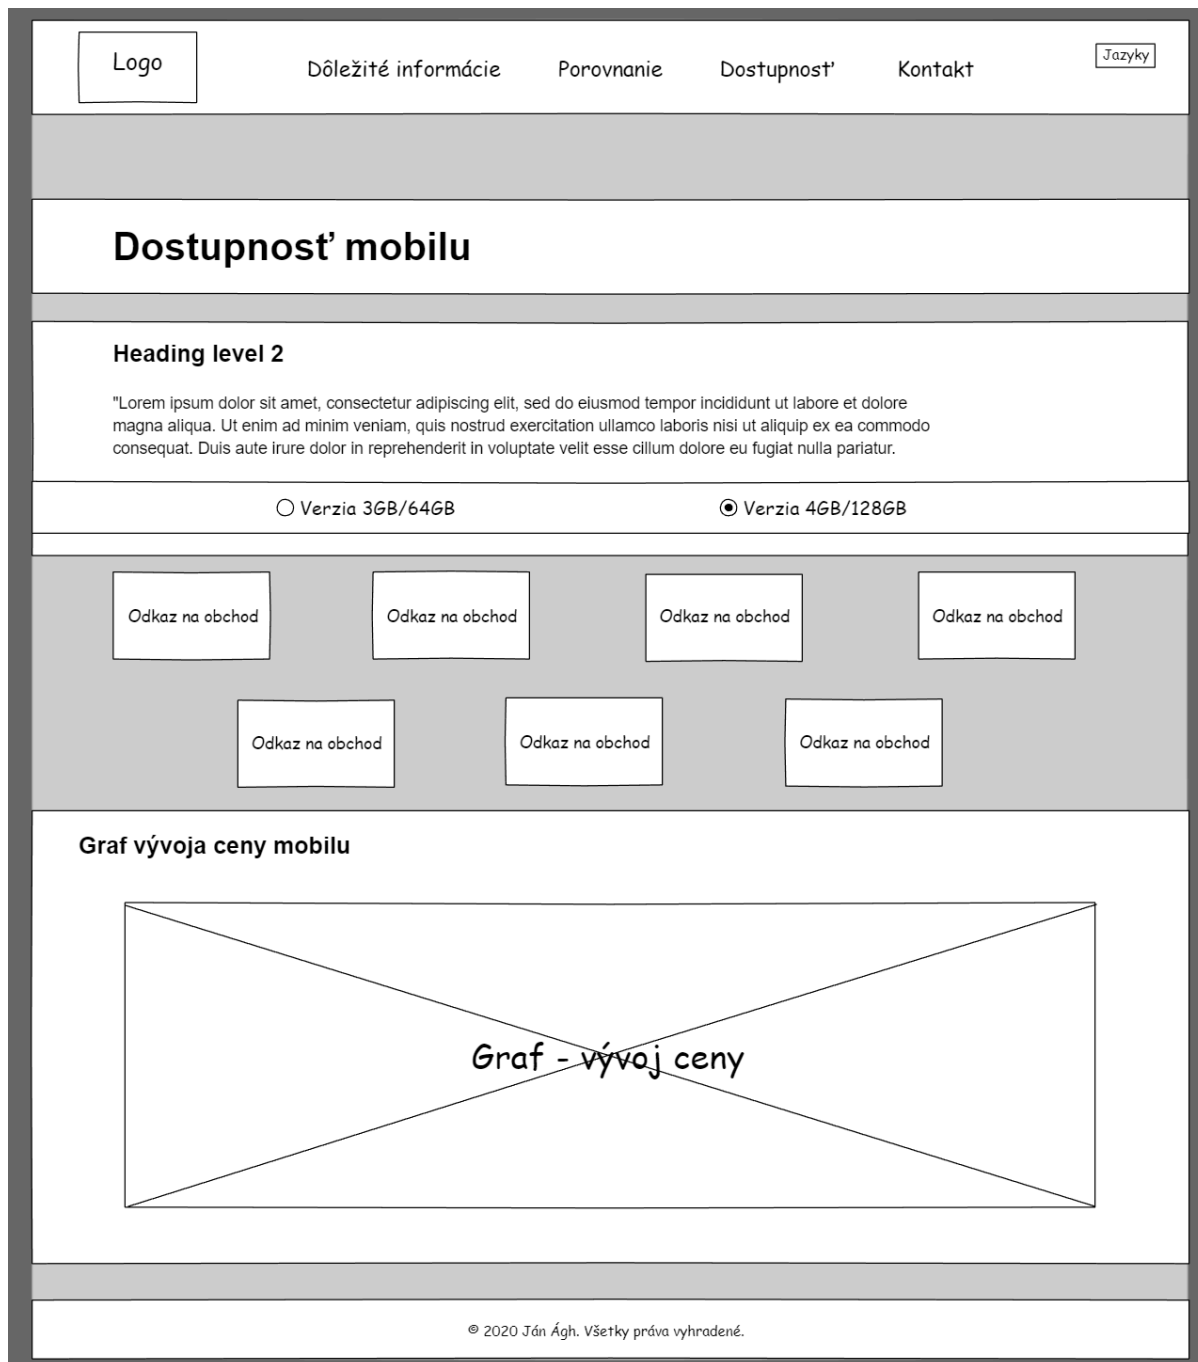 Logo
Dôležité informácie
Porovnanie
Dostupnosť
Kontakt
Jazyky
Dostupnosť mobilu
Heading level 2
"Lorem ipsum dolor sit amet, consectetur adipiscing elit, sed do eiusmod tempor incididunt ut labore et dolore
magna aliqua. Ut enim ad minim veniam, quis nostrud exercitation ullamco laboris nisi ut aliquip ex ea commodo
consequat. Duis aute irure dolor in reprehenderit in voluptate velit esse cillum dolore eu fugiat nulla pariatur.
Verzia 3GB/64GB
Verzia 4GB/128GB
Odkaz na obchod
Odkaz na obchod
Odkaz na obchod
Odkaz na obchod
Odkaz na obchod
Odkaz na obchod
Odkaz na obchod
Graf vývoja ceny mobilu
Graf - vývoj ceny
© 2020 Ján Ágh. Všetky práva vyhradené.